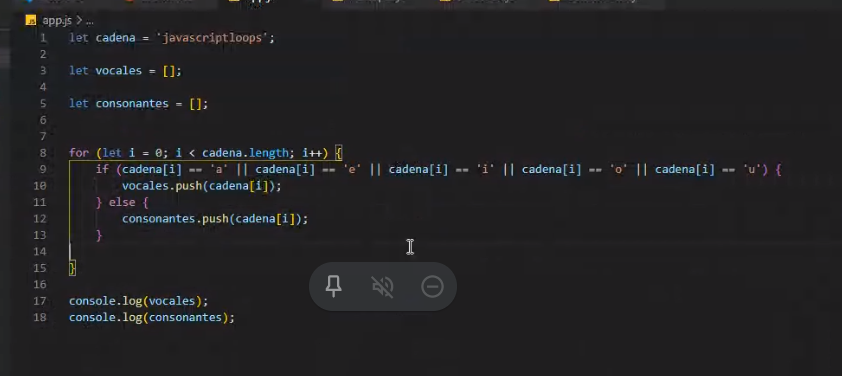 JS app.js > ...
1 let cadena = 'javascriptloops';
2
3 let vocales = [];
4
5 let consonantes = [];
6
7
8 for (let i = 0; i < cadena.length; i++) {
9 if (cadena[i] == 'a' || cadena[i] == 'e' || cadena[i] == 'i' || cadena[i] == 'o' || cadena[i] == 'u') {
10 vocales.push(cadena[i]);
11 } else {
12 consonantes.push(cadena[i]);
13 }
14
15 }
16
17 console.log(vocales);
18 console.log(consonantes);